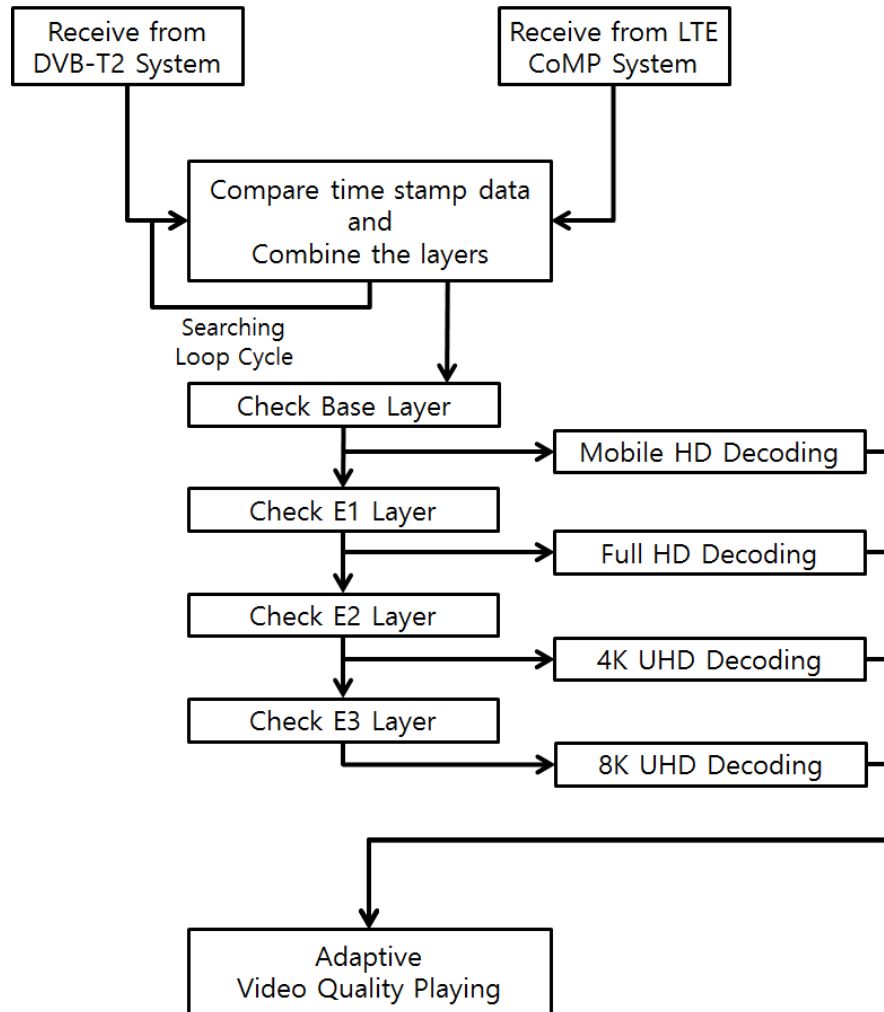 Receive from
DVB-T2 System
Receive from LTE
CoMP System
Compare time stamp data
and
Combine the layers
Searching
Loop Cycle
Check Base Layer
Mobile HD Decoding
Check E1 Layer
Full HD Decoding
Check E2 Layer
4K UHD Decoding
Check E3 Layer
8K UHD Decoding
Adaptive
Video Quality Playing